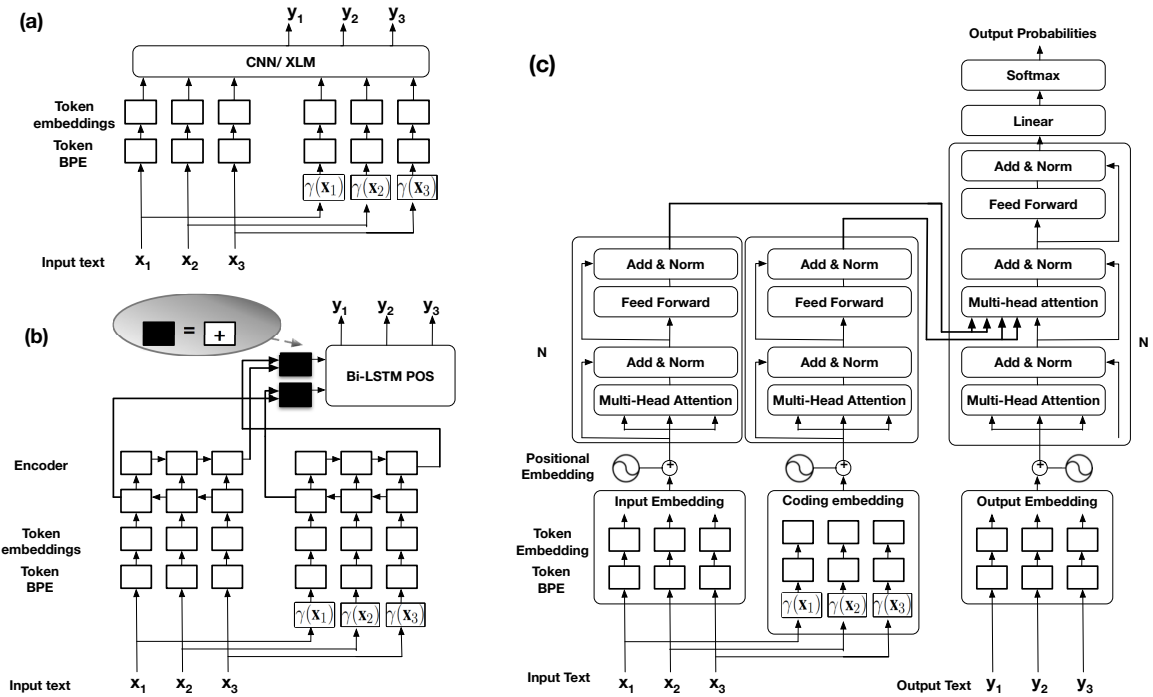 (a)
y1 y2 y3
CNN/ XLM
Token
embeddings
Token
BPE
γ(x1) γ(x2) γ(x3)
Input text x1 x2 x3
(b)
= +
y1 y2 y3
Bi-LSTM POS
Encoder
Token
embeddings
Token
BPE
γ(x1) γ(x2) γ(x3)
Input text x1 x2 x3
(c)
Output Probabilities
Softmax
Linear
Add & Norm
Feed Forward
Add & Norm Add & Norm Add & Norm
Feed Forward Feed Forward Multi-head attention
N N
Add & Norm Add & Norm Add & Norm
Multi-Head Attention Multi-Head Attention Multi-Head Attention
Positional
Embedding
+ + +
Input Embedding Coding embedding Output Embedding
Token
Embedding
Token
BPE
γ(x1) γ(x2) γ(x3)
Input Text x1 x2 x3 Output Text y1 y2 y3